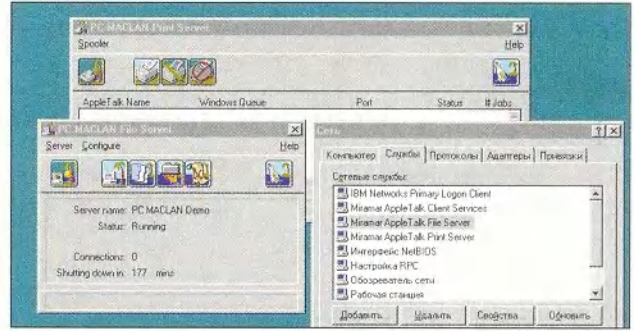 PC MACLAN Print Server
Spooler Help
AppleTalk Name Windows Queue Port Status # Jobs
PC MACLAN File Server
Server Configure Help
Server name: PC MACLAN Demo
Status: Running
Connections: 0
Shutting down in: 177 mins
Сеть
Компьютер Службы Протоколы Адаптеры Привязки
Сетевые службы:
IBM Networks Primary Logon Client
Miramar AppleTalk Client Services
Miramar AppleTalk File Server
Miramar AppleTalk Print Server
Интерфейс NetBIOS
Настройка RPC
Обозреватель сети
Рабочая станция
Добавить Удалить Свойства Обновить